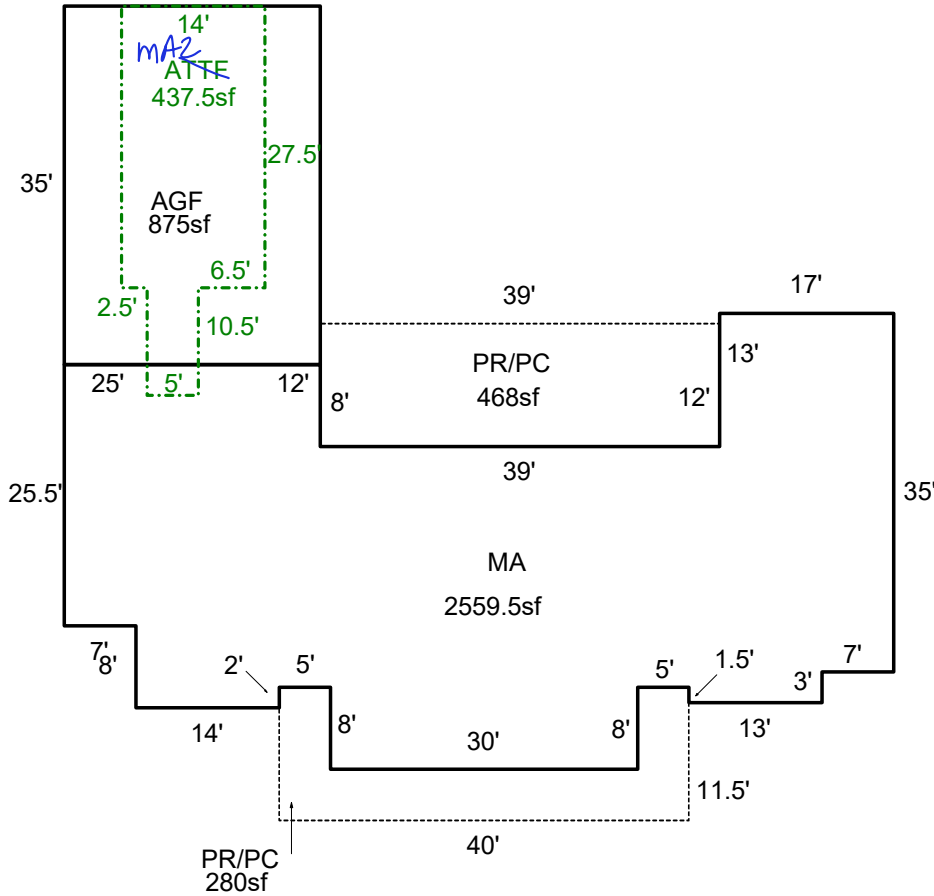 14'
mA2
ATTF
437.5sf
27.5'
35'
AGF
875sf
6.5'
2.5'
10.5'
39'
17'
PR/PC
468sf
13'
25'
5'
12'
8'
12'
39'
25.5'
35'
MA
2559.5sf
7'
8'
2'
5'
5'
1.5'
3'
7'
14'
8'
30'
8'
13'
11.5'
40'
PR/PC
280sf